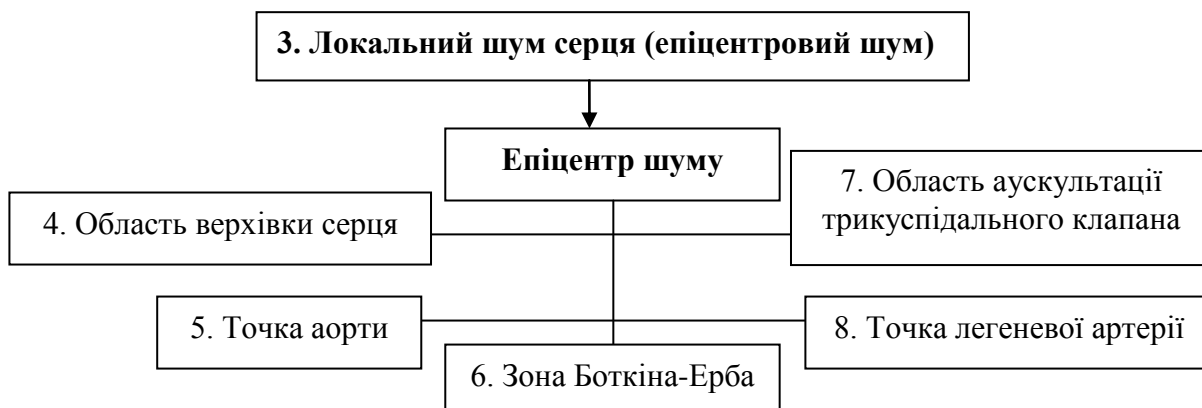 3. Локальний шум серця (епіцентровий шум)
Епіцентр шуму
4. Область верхівки серця
7. Область аускультації
трикуспідального клапана
5. Точка аорти
8. Точка легеневої артерії
6. Зона Боткіна-Ерба